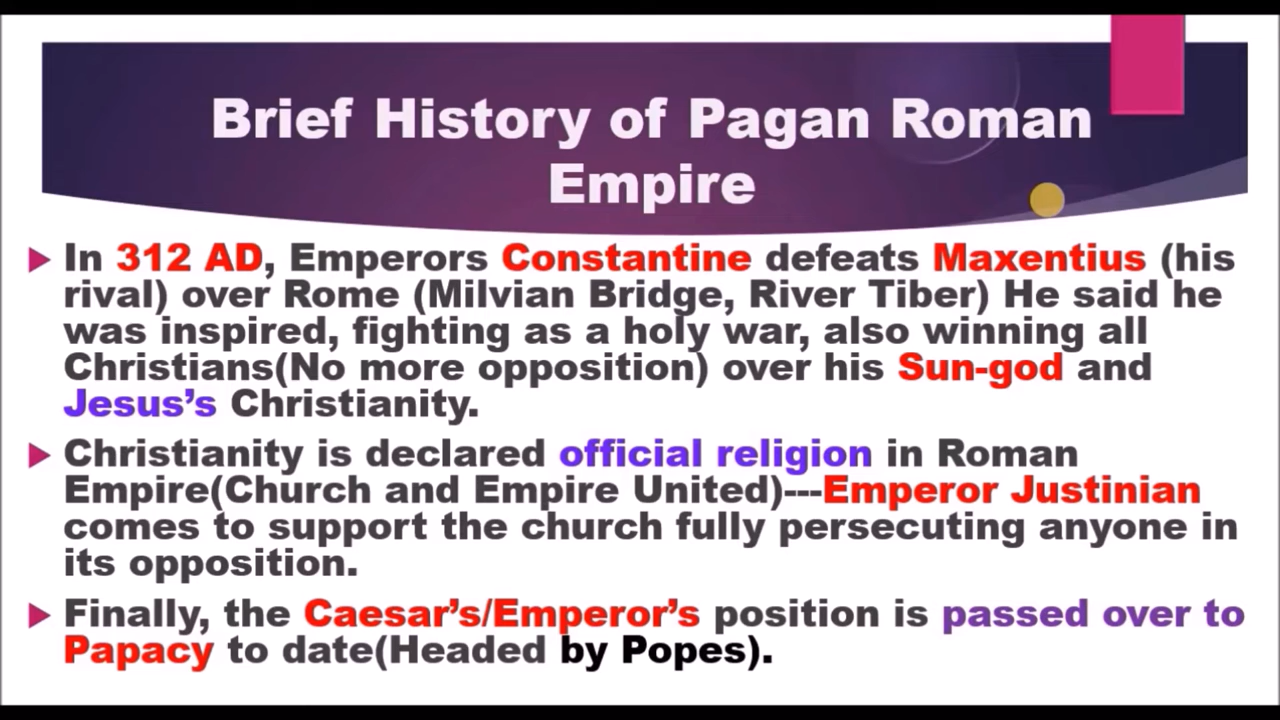 Brief History of Pagan Roman
Empire
In 312 AD, Emperors Constantine defeats Maxentius (his
rival) over Rome (Milvian Bridge, River Tiber) He said he
was inspired, fighting as a holy war, also winning all
Christians(No more opposition) over his Sun-god and
Jesus’s Christianity.
Christianity is declared official religion in Roman
Empire(Church and Empire United)---Emperor Justinian
comes to support the church fully persecuting anyone in
its opposition.
Finally, the Caesar’s/Emperor’s position is passed over to
Papacy to date(Headed by Popes).